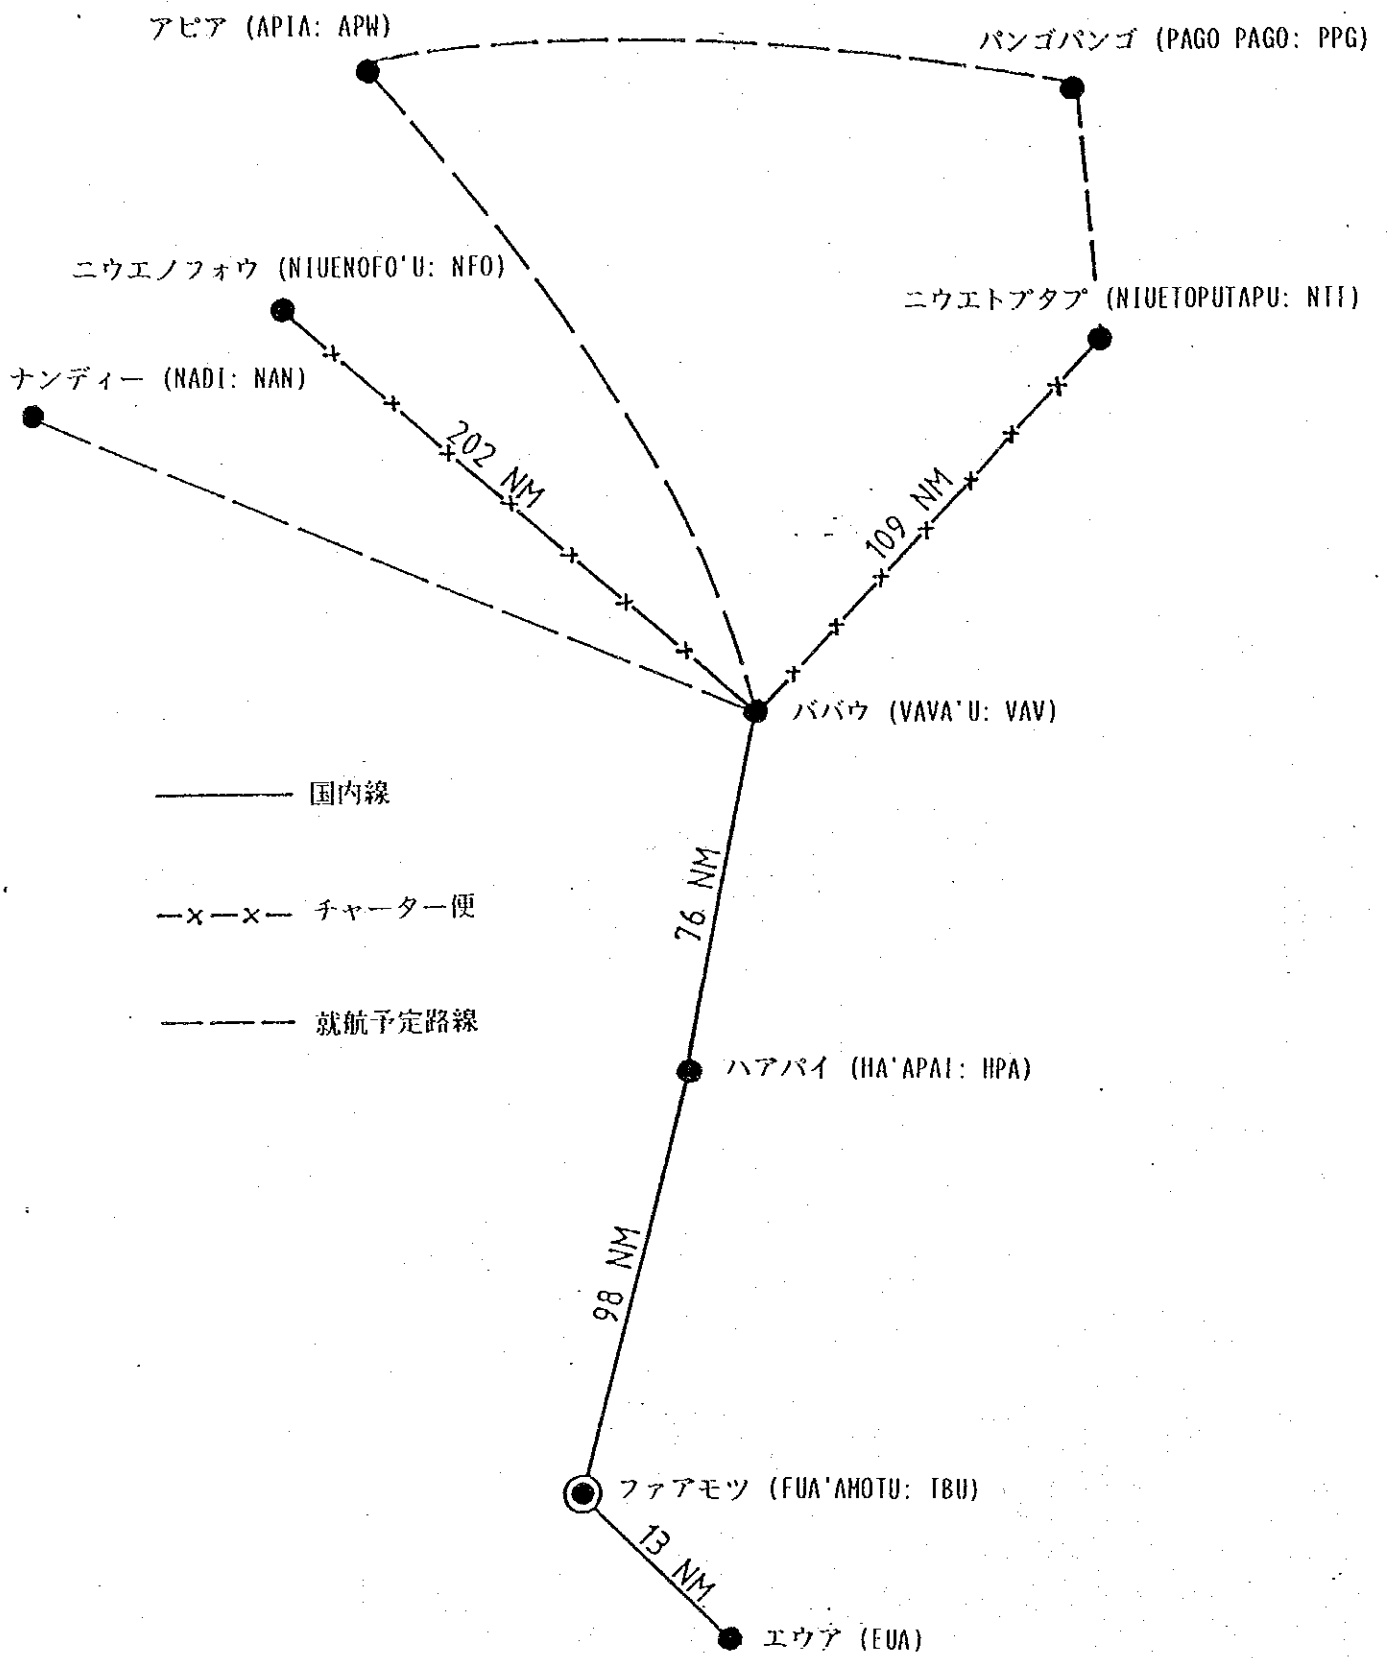 アピア (APIA: APW)
パンゴパンゴ (PAGO PAGO: PPG)
ニウエノフォウ (NIUENOFO'U: NFO)
ニウエトプタプ (NIUETOPUTAPU: NTT)
ナンディー (NADI: NAN)
202 NM
109 NM
ババウ (VAVA'U: VAV)
国内線
76 NM
チャーター便
就航予定路線
ハアパイ (HA'APAI: HPA)
98 NM
ファアモツ (FUA'AMOTU: TBU)
13 NM
エウア (EUA)